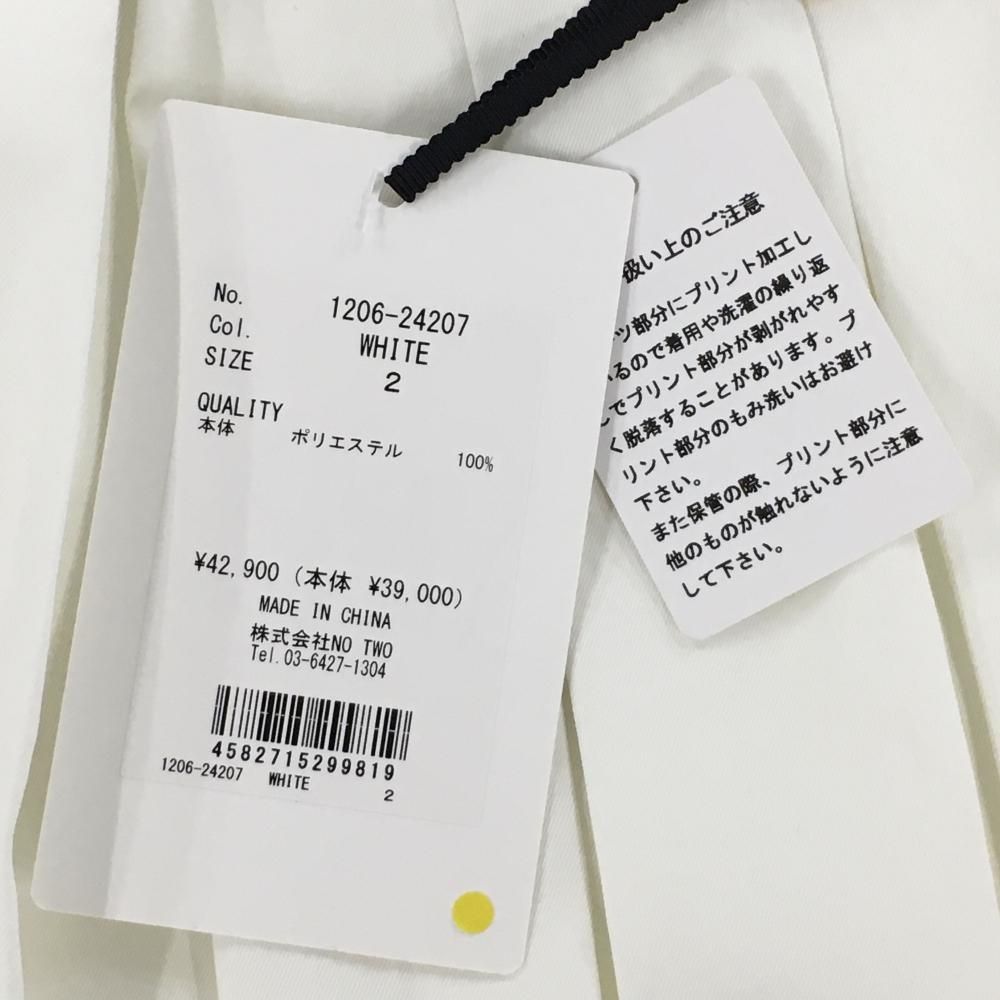 No. 1206-24207
Col. WHITE
SIZE 2
QUALITY
本体 ポリエステル 100%
¥42,900 (本体 ¥39,000)
MADE IN CHINA
株式会社NO TWO
Tel.03-6427-1304
4582715299819
1206-24207 WHITE 2
扱い上のご注意
ツ部分にプリント加工し
いるので着用や洗濯の繰り返
でプリント部分が剥がれやす
く脱落することがあります。プ
リント部分のもみ洗いはお避け
下さい。
また保管の際、プリント部分に
他のものが触れないように注意
して下さい。